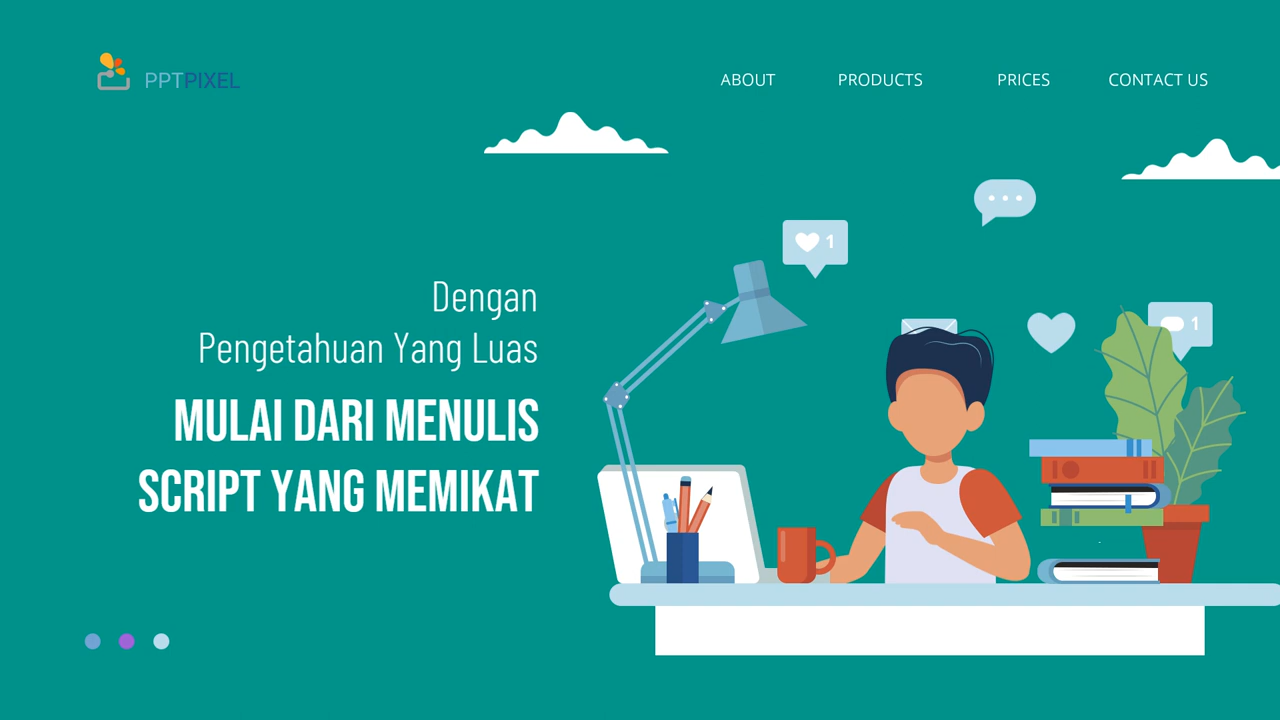 PPTPIXEL
ABOUT PRODUCTS PRICES CONTACT US
1
1
Dengan
Pengetahuan Yang Luas
MULAI DARI MENULIS
SCRIPT YANG MEMIKAT